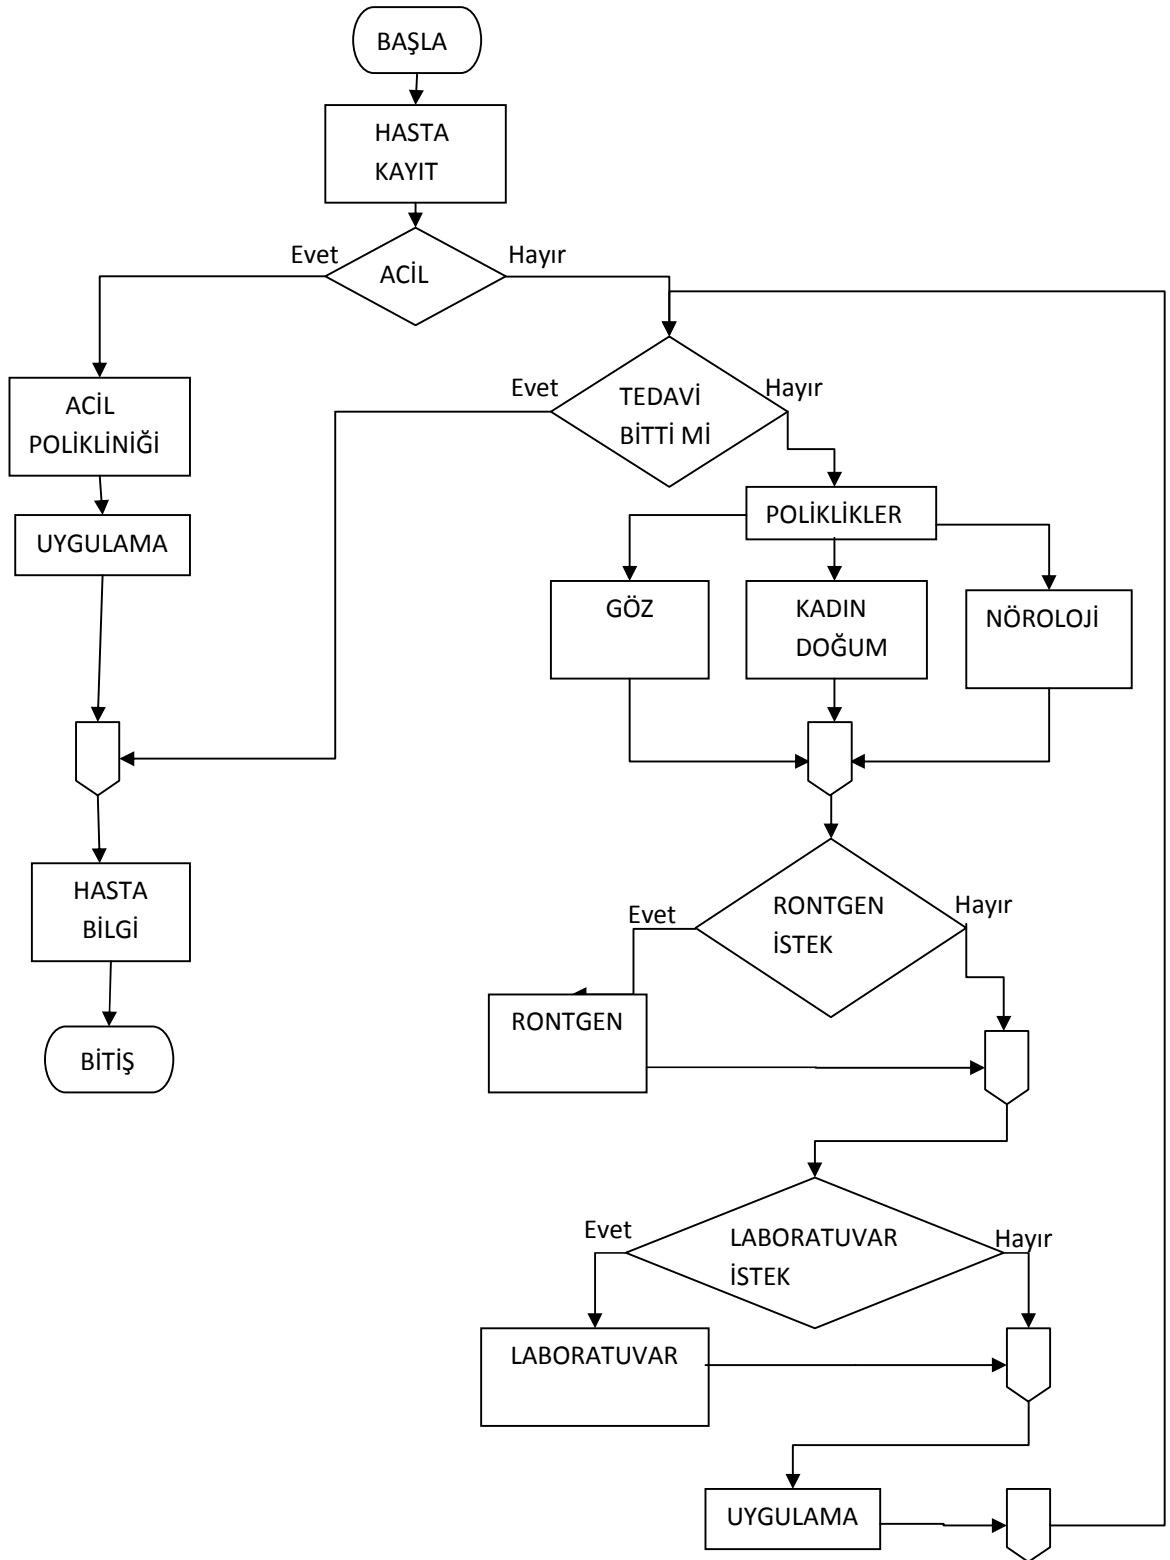 BAŞLA
HASTA
KAYIT
Evet
Hayır
ACİL
Evet
TEDAVİ
BİTTİ Mİ
Hayır
ACİL
POLİKLİNİĞİ
POLİKLİKLER
UYGULAMA
GÖZ
KADIN
DOĞUM
NÖROLOJİ
HASTA
BİLGİ
Evet
RONTGEN
İSTEK
Hayır
RONTGEN
BİTİŞ
Evet
LABORATUVAR
İSTEK
Hayır
LABORATUVAR
UYGULAMA